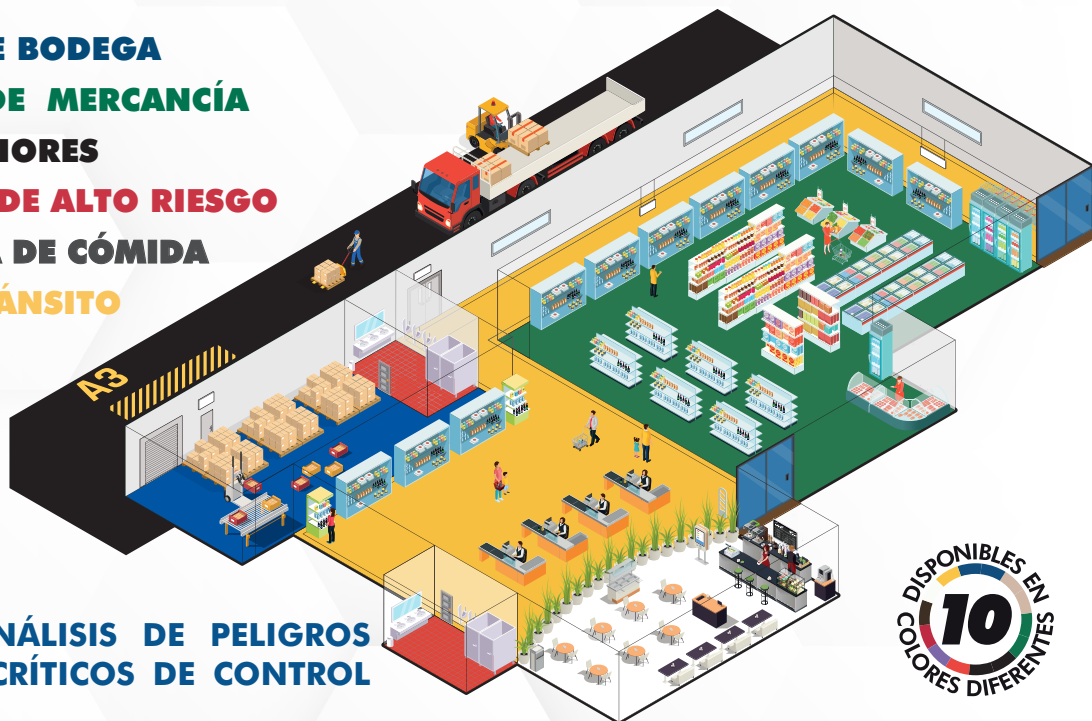 E BODEGA
DE MERCANCÍA
IORES
DE ALTO RIESGO
A DE CÓMIDA
ÁNSITO
A3
NÁLISIS DE PELIGROS
CRÍTICOS DE CONTROL
DISPONIBLES EN
10
COLORES DIFERENTES